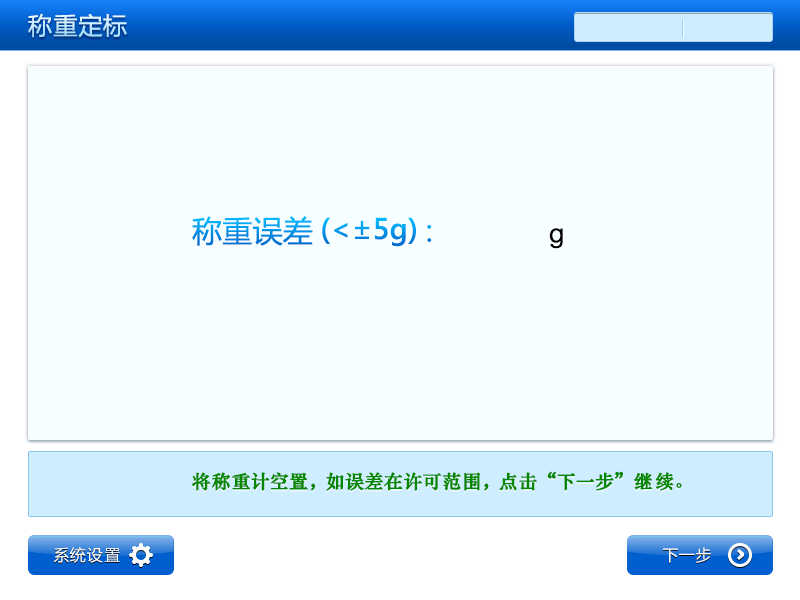 称重定标
称重误差(<±5g)： g
将称重计空置，如误差在许可范围，点击“下一步”继续。
系统设置
下一步